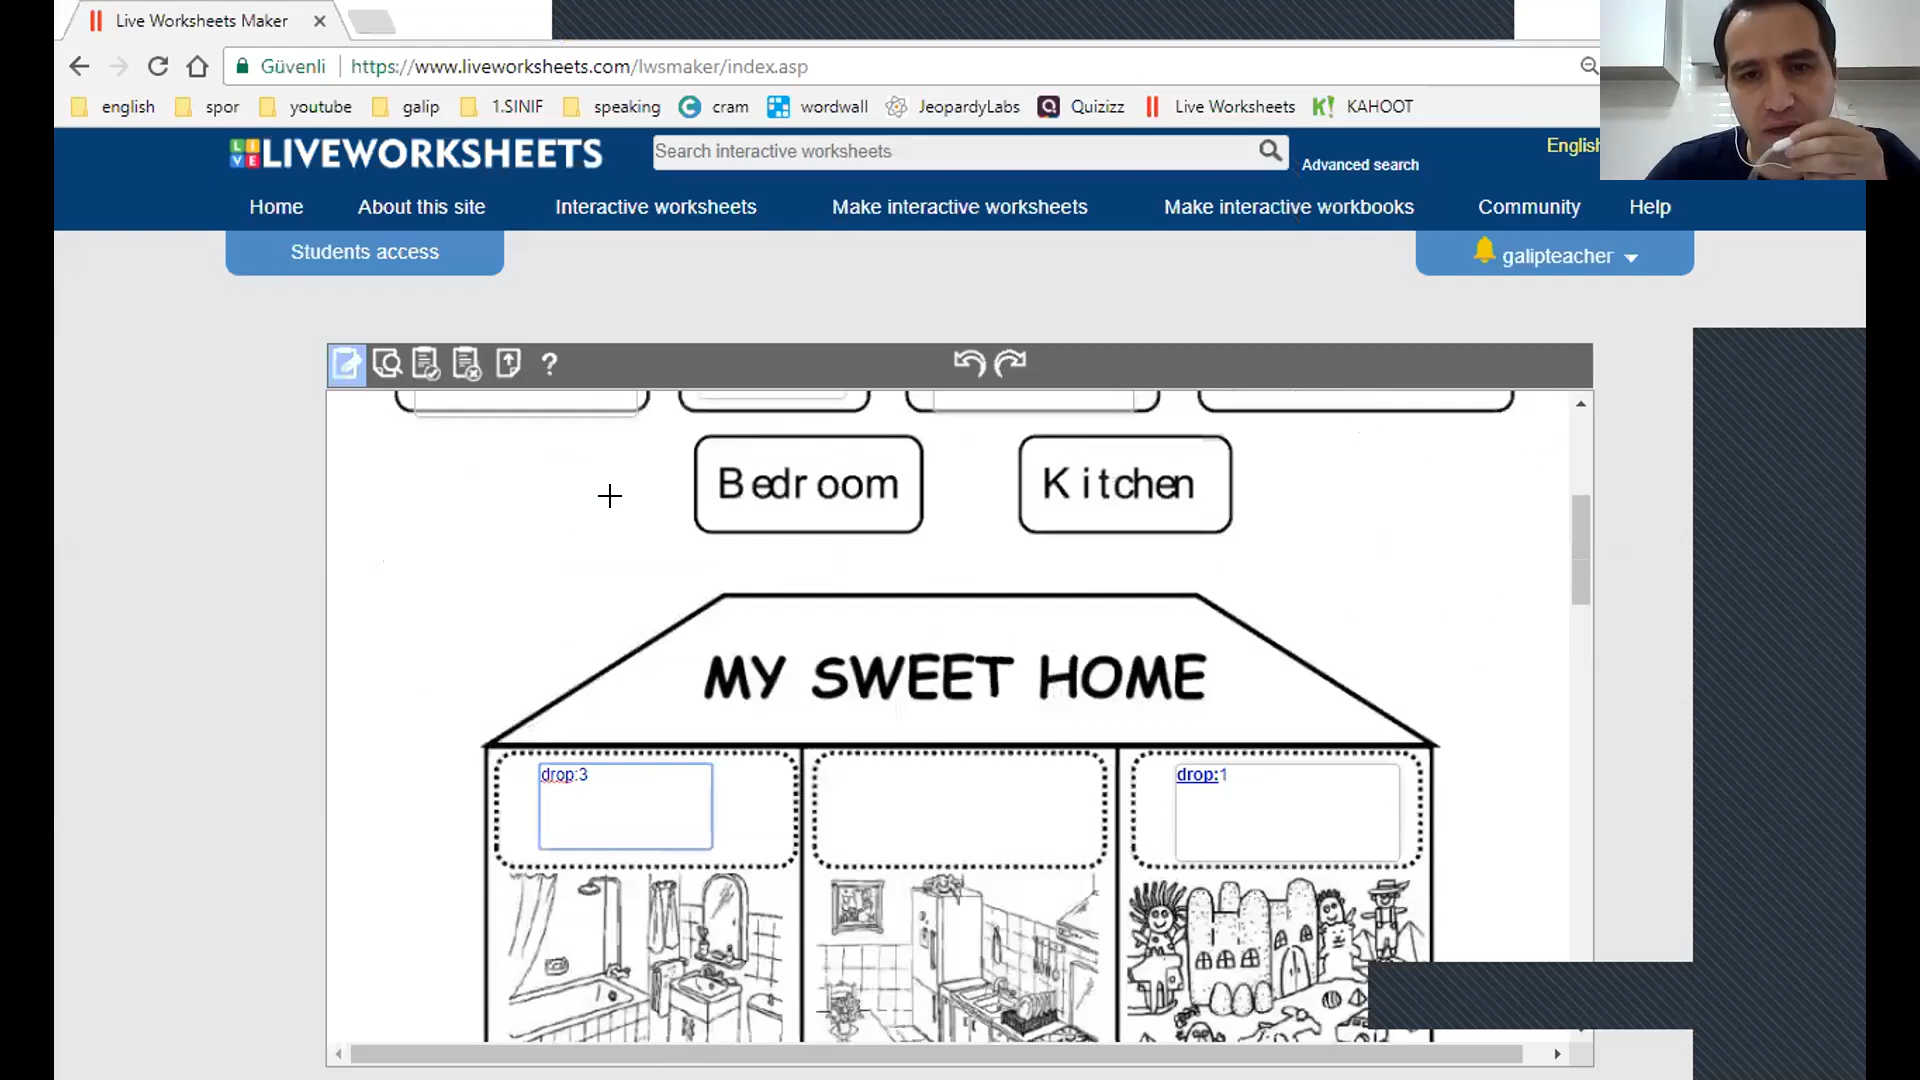 Live Worksheets Maker
Güvenli https://www.liveworksheets.com/lwsmaker/index.asp
english spor youtube galip 1.SINIF speaking cram wordwall JeopardyLabs Quizizz Live Worksheets KAHOOT
LIVE LIVEWORKSHEETS Search interactive worksheets Advanced search English
Home About this site Interactive worksheets Make interactive worksheets Make interactive workbooks Community Help
Students access galipteacher
?
Bedroom Kitchen
MY SWEET HOME
drop:3 drop:1